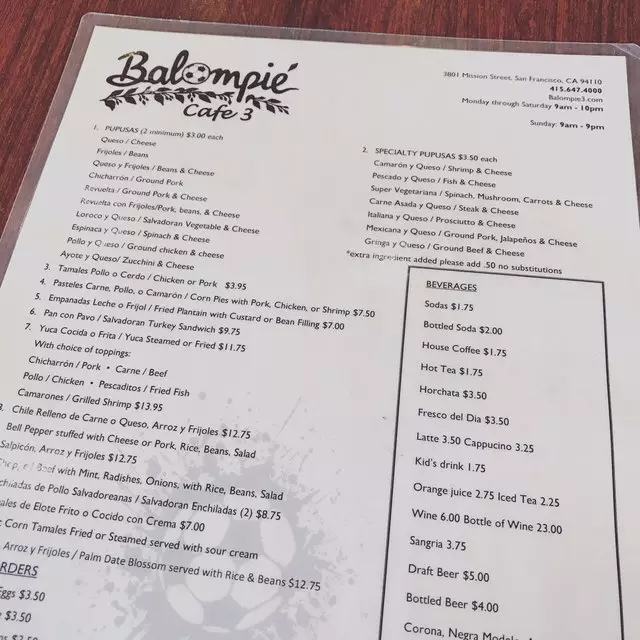 Balompié
Cafe 3
3801 Mission Street, San Francisco, CA 94110
415.647.4000
Balompie3.com
Monday through Saturday 9am - 10pm
Sunday: 9am - 9pm
1. PUPUSAS (2 minimum) $3.00 each
Queso / Cheese
Frijoles / Beans
Queso y Frijoles / Beans & Cheese
Chicharrón / Ground Pork
Revuelta / Ground Pork & Cheese
Revuelta con Frijoles/Pork, beans, & Cheese
Loroco y Queso / Salvadoran Vegetable & Cheese
Espinaca y Queso / Spinach & Cheese
Pollo y Queso / Ground chicken & cheese
Ayote y Queso/ Zucchini & Cheese
2. SPECIALTY PUPUSAS $3.50 each
Camarón y Queso / Shrimp & Cheese
Pescado y Queso / Fish & Cheese
Super Vegetariana / Spinach, Mushroom, Carrots & Cheese
Carne Asada y Queso / Steak & Cheese
Italiana y Queso / Prosciutto & Cheese
Mexicana y Queso / Ground Pork, Jalapeños & Cheese
Gringa y Queso / Ground Beef & Cheese
*extra ingredient added please add .50 no substitutions
3. Tamales Pollo o Cerdo / Chicken or Pork $3.95
4. Pasteles Carne, Pollo, o Camarón / Corn Pies with Pork, Chicken, or Shrimp $7.50
5. Empanadas Leche o Frijol / Fried Plantain with Custard or Bean Filling $7.00
6. Pan con Pavo / Salvadoran Turkey Sandwich $9.75
7. Yuca Cocida o Frita / Yuca Steamed or Fried $11.75
With choice of toppings:
Chicharrón / Pork • Carne / Beef
Pollo / Chicken • Pescaditos / Fried Fish
Camarones / Grilled Shrimp $13.95
Chile Relleno de Carne o Queso, Arroz y Frijoles $12.75
Bell Pepper stuffed with Cheese or Pork, Rice, Beans, Salad
Salpicón, Arroz y Frijoles $12.75
Beef with Mint, Radishes, Onions, with Rice, Beans, Salad
de Pollo Salvadoreanas / Salvadoran Enchiladas (2) $8.75
de Elote Frito o Cocido con Crema $7.00
Corn Tamales Fried or Steamed served with sour cream
Arroz y Frijoles / Palm Date Blossom served with Rice & Beans $12.75
RDERS
Eggs $3.50
$3.50
BEVERAGES
Sodas $1.75
Bottled Soda $2.00
House Coffee $1.75
Hot Tea $1.75
Horchata $3.50
Fresco del Dia $3.50
Latte 3.50 Cappucino 3.25
Kid's drink 1.75
Orange juice 2.75 Iced Tea 2.25
Wine 6.00 Bottle of Wine 23.00
Sangria 3.75
Draft Beer $5.00
Bottled Beer $4.00
Corona, Negra